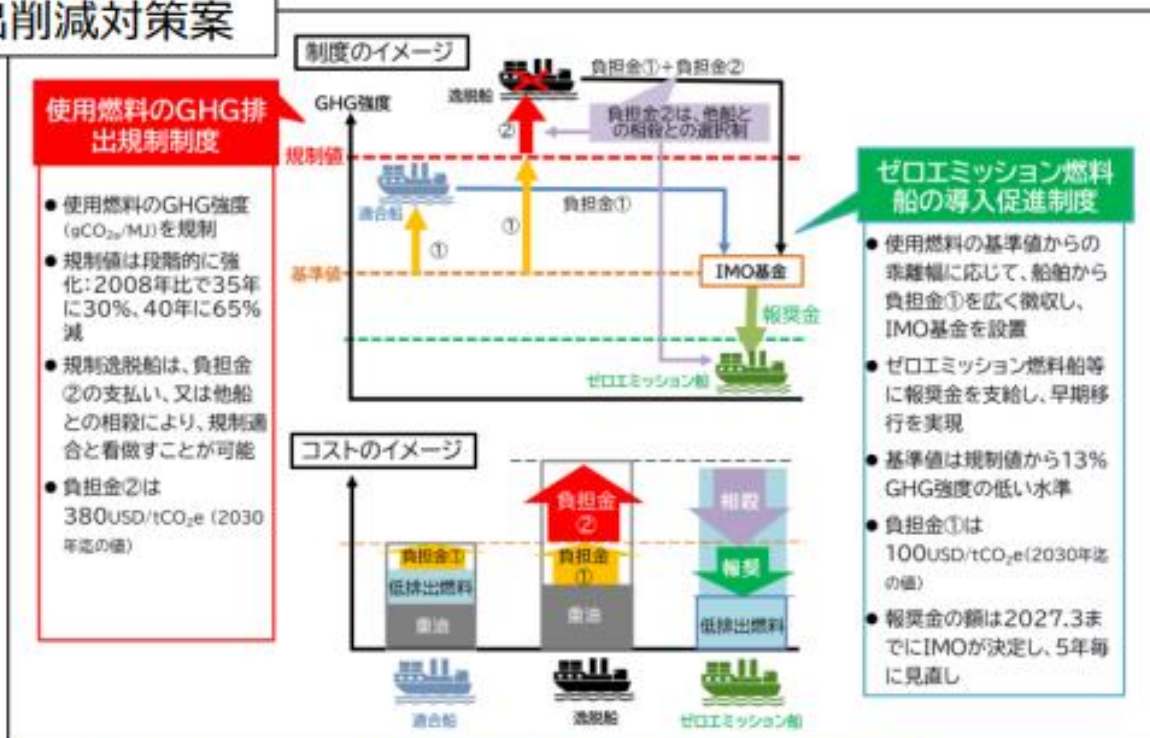 出削減対策案
使用燃料のGHG排
出規制制度
● 使用燃料のGHG強度
(gCO₂ₑ/MJ)を規制
● 規制値は段階的に強
化:2008年比で35年
に30%、40年に65%
減
● 規制逸脱船は、負担金
②の支払い、又は他船
との相殺により、規制適
合と看做すことが可能
● 負担金②は
380USD/tCO₂e (2030
年迄の値)
制度のイメージ
GHG強度
逸脱船
負担金①+負担金②
②
負担金②は、他船と
の相殺との選択制
規制値
適合船
負担金①
①
①
基準値
IMO基金
報奨金
ゼロエミッション船
コストのイメージ
負担金①
低排出燃料
重油
適合船
負担金
②
負担金
①
重油
逸脱船
相殺
報奨
低排出燃料
ゼロエミッション船
ゼロエミッション燃料
船の導入促進制度
● 使用燃料の基準値からの
乖離幅に応じて、船舶から
負担金①を広く徴収し、
IMO基金を設置
● ゼロエミッション燃料船等
に報奨金を支給し、早期移
行を実現
● 基準値は規制値から13%
GHG強度の低い水準
● 負担金①は
100USD/tCO₂e(2030年迄
の値)
● 報奨金の額は2027.3ま
でにIMOが決定し、5年毎
に見直し